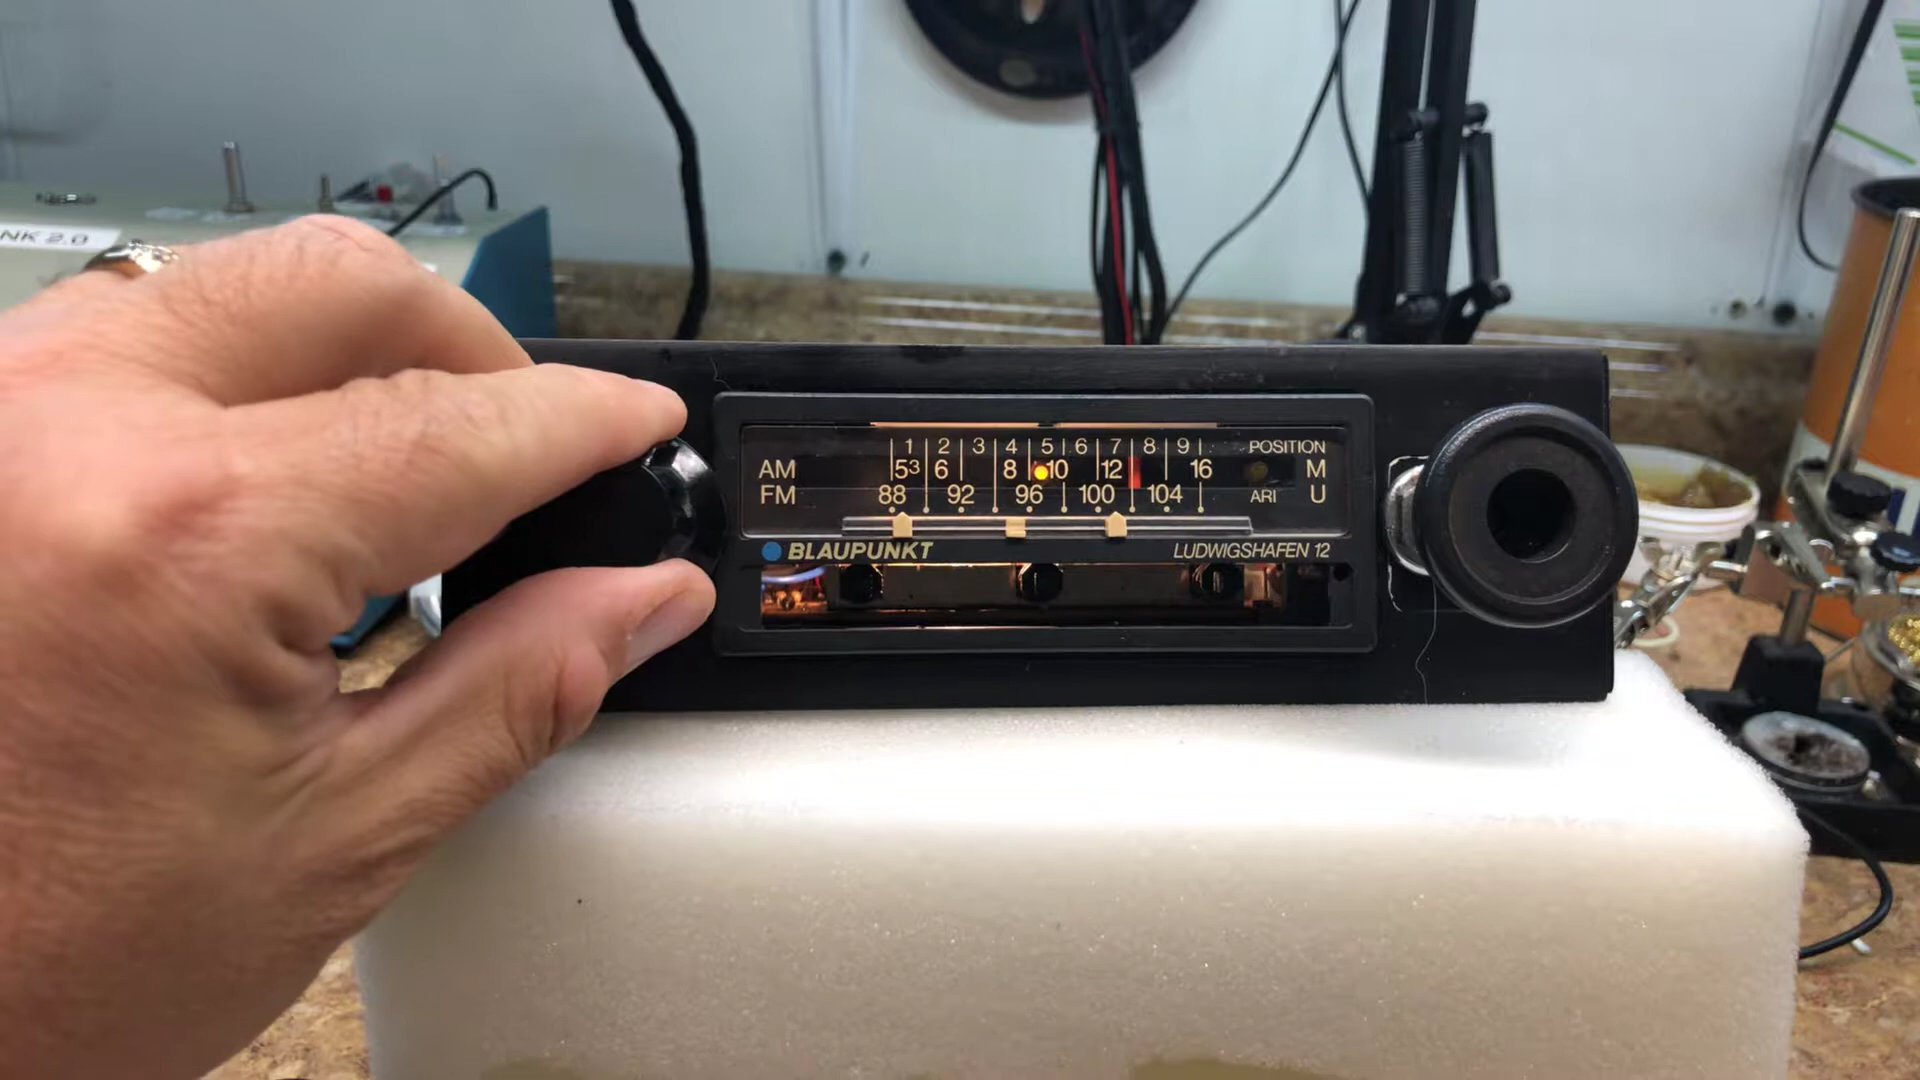 NK 2.0
1 2 3 4 5 6 7 8 9 POSITION
AM 53 6 8 10 12 16 M
FM 88 92 96 100 104 ARI U
BLAUPUNKT LUDWIGSHAFEN 12